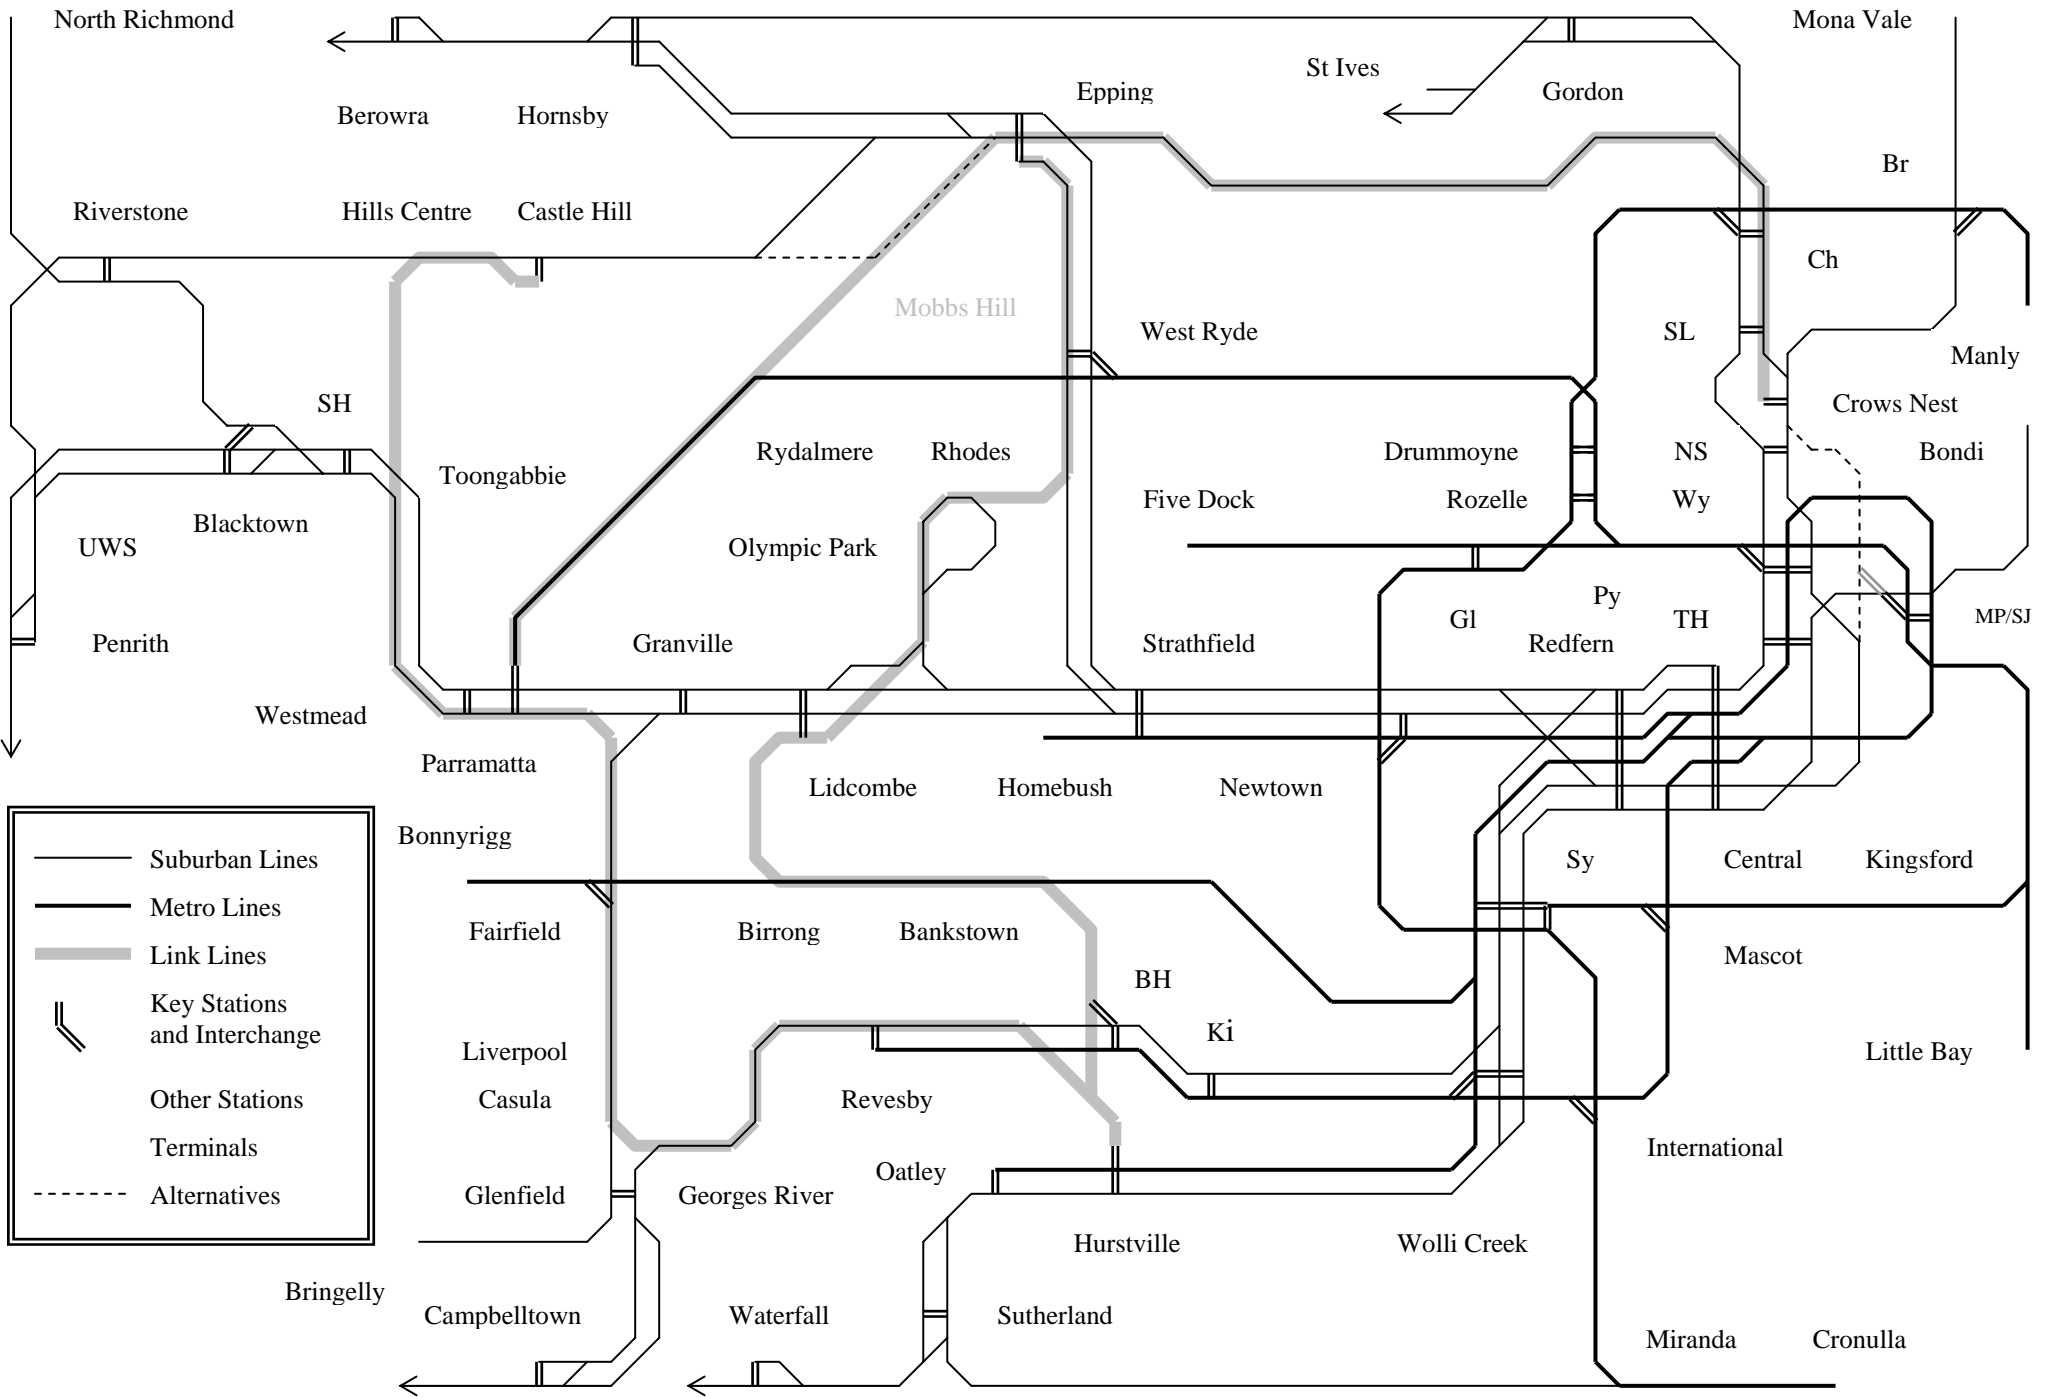 North Richmond
Mona Vale
St Ives
Epping
Gordon
Berowra
Hornsby
Br
Riverstone
Hills Centre
Castle Hill
Ch
Mobbs Hill
West Ryde
SL
Manly
SH
Crows Nest
Rydalmere
Rhodes
Drummoyne
NS
Bondi
Toongabbie
Five Dock
Rozelle
Wy
Blacktown
UWS
Olympic Park
Py
Gl
TH
MP/SJ
Penrith
Granville
Strathfield
Redfern
Westmead
Parramatta
Lidcombe
Homebush
Newtown
Bonnyrigg
Suburban Lines
Sy
Central
Kingsford
Metro Lines
Fairfield
Birrong
Bankstown
Link Lines
Mascot
BH
Key Stations
and Interchange
Ki
Liverpool
Little Bay
Other Stations
Casula
Revesby
Terminals
International
Oatley
Alternatives
Glenfield
Georges River
Hurstville
Wolli Creek
Bringelly
Campbelltown
Waterfall
Sutherland
Miranda
Cronulla